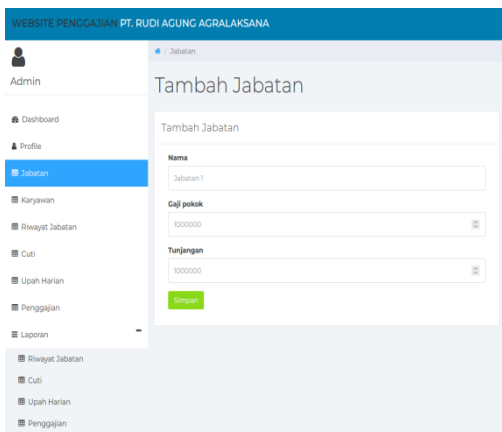 WEBSITE PENGGAJIAN PT. RUDI AGUNG AGRALAKSANA
Admin
Dashboard
Profile
Jabatan
Karyawan
Riwayat Jabatan
Cuti
Upah Harian
Penggajian
Laporan
Riwayat Jabatan
Cuti
Upah Harian
Penggajian
/ Jabatan
Tambah Jabatan
Tambah Jabatan
Nama
Jabatan 1
Gaji pokok
1000000
Tunjangan
1000000
Simpan